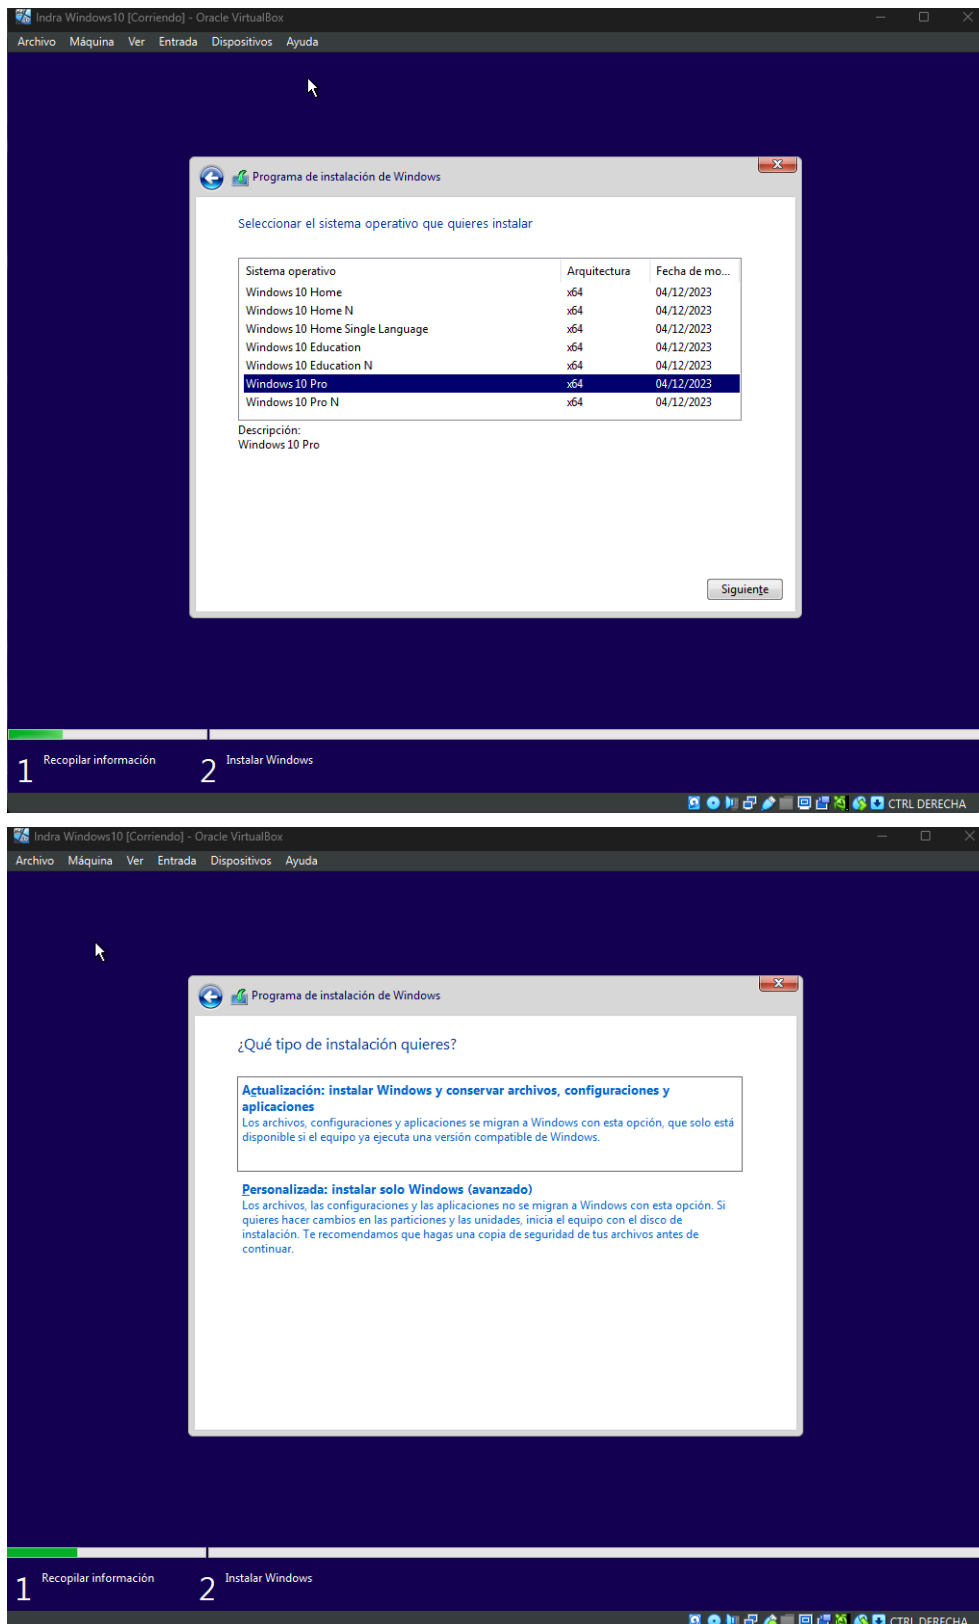 Indra Windows10 [Corriendo] - Oracle VirtualBox
Archivo Máquina Ver Entrada Dispositivos Ayuda
Programa de instalación de Windows
Seleccionar el sistema operativo que quieres instalar
Sistema operativo Arquitectura Fecha de mo...
Windows 10 Home x64 04/12/2023
Windows 10 Home N x64 04/12/2023
Windows 10 Home Single Language x64 04/12/2023
Windows 10 Education x64 04/12/2023
Windows 10 Education N x64 04/12/2023
Windows 10 Pro x64 04/12/2023
Windows 10 Pro N x64 04/12/2023
Descripción:
Windows 10 Pro
Siguiente
1 Recopilar información 2 Instalar Windows
CTRL DERECHA
Indra Windows10 [Corriendo] - Oracle VirtualBox
Archivo Máquina Ver Entrada Dispositivos Ayuda
Programa de instalación de Windows
¿Qué tipo de instalación quieres?
Actualización: instalar Windows y conservar archivos, configuraciones y
aplicaciones
Los archivos, configuraciones y aplicaciones se migran a Windows con esta opción, que solo está
disponible si el equipo ya ejecuta una versión compatible de Windows.
Personalizada: instalar solo Windows (avanzado)
Los archivos, las configuraciones y las aplicaciones no se migran a Windows con esta opción. Si
quieres hacer cambios en las particiones y las unidades, inicia el equipo con el disco de
instalación. Te recomendamos que hagas una copia de seguridad de tus archivos antes de
continuar.
1 Recopilar información 2 Instalar Windows
CTRL DERECHA